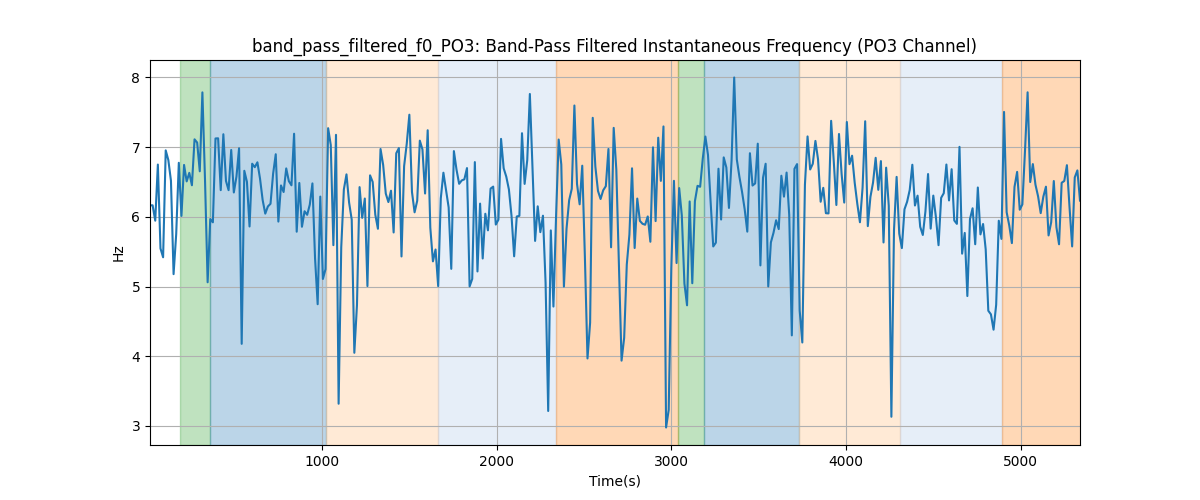 band_pass_filtered_f0_PO3: Band-Pass Filtered Instantaneous Frequency (PO3 Channel)
8
7
6
5
4
3
Hz
1000 2000 3000 4000 5000
Time(s)